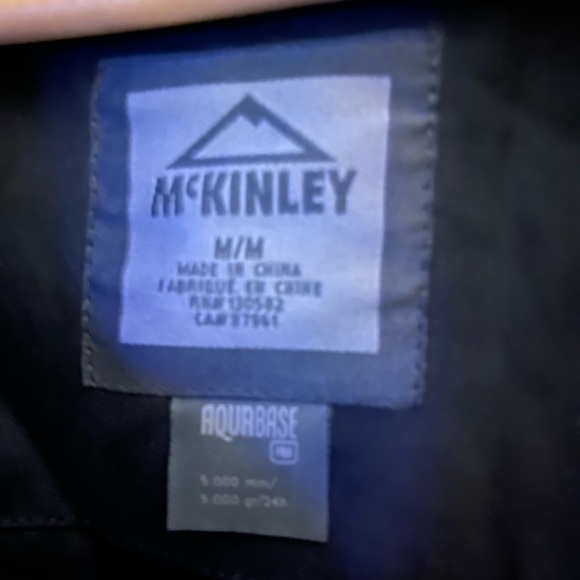 McKINLEY
M/M
MADE IN CHINA
FABRIQUÉ EN CHINE
RN# 130582
CA# 37961
AQUABASE
PRO
5.000 mm/
5.000 gr/24h